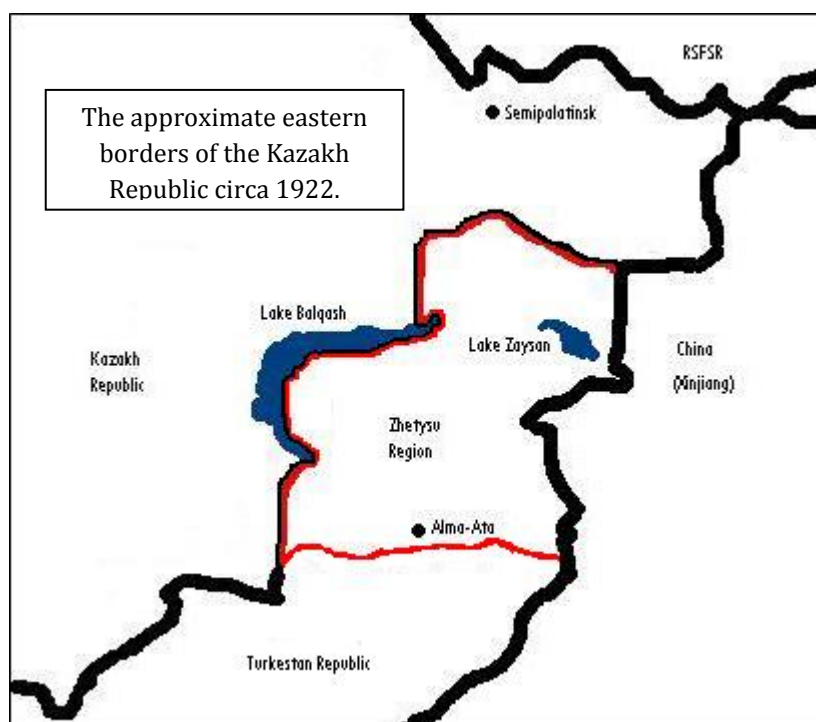 The approximate eastern
borders of the Kazakh
Republic circa 1922.
RSFSR
Semipalatinsk
Lake Balqash
Lake Zaysan
China
(Xinjiang)
Kazakh
Republic
Zhetysu
Region
Alma-Ata
Turkestan Republic